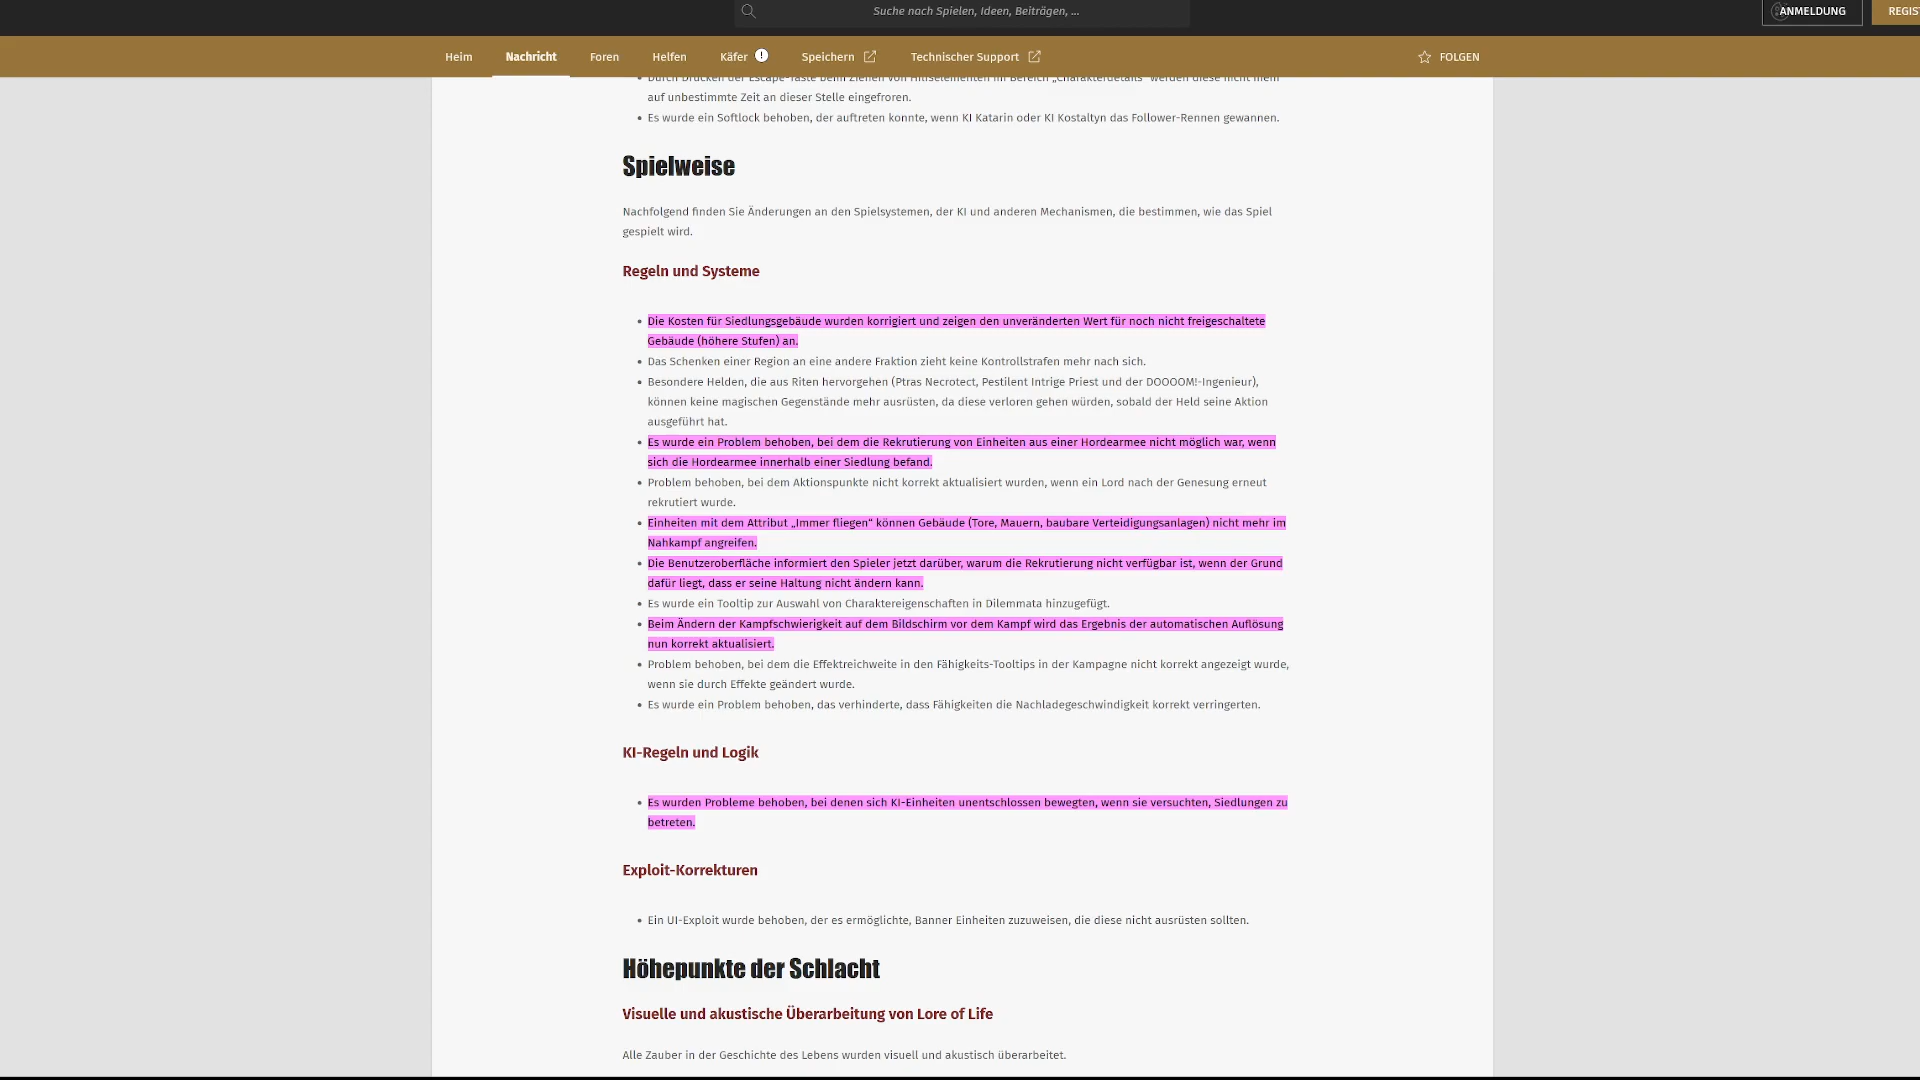 Suche nach Spielen, Ideen, Beiträgen, ...
ANMELDUNG
REGIS
Heim
Nachricht
Foren
Helfen
Käfer
Speichern
Technischer Support
FOLGEN
Durch Drücken der Escape-Taste beim Ziehen von Hilfselementen im Bereich „Charakterdetails“ werden diese nicht mehr
auf unbestimmte Zeit an dieser Stelle eingefroren.
Es wurde ein Softlock behoben, der auftreten konnte, wenn KI Katarin oder KI Kostaltyn das Follower-Rennen gewannen.
Spielweise
Nachfolgend finden Sie Änderungen an den Spielsystemen, der KI und anderen Mechanismen, die bestimmen, wie das Spiel
gespielt wird.
Regeln und Systeme
Die Kosten für Siedlungsgebäude wurden korrigiert und zeigen den unveränderten Wert für noch nicht freigeschaltete
Gebäude (höhere Stufen) an.
Das Schenken einer Region an eine andere Fraktion zieht keine Kontrollstrafen mehr nach sich.
Besondere Helden, die aus Riten hervorgehen (Ptras Necrotect, Pestilent Intrige Priest und der DOOOOM!-Ingenieur),
können keine magischen Gegenstände mehr ausrüsten, da diese verloren gehen würden, sobald der Held seine Aktion
ausgeführt hat.
Es wurde ein Problem behoben, bei dem die Rekrutierung von Einheiten aus einer Hordearmee nicht möglich war, wenn
sich die Hordearmee innerhalb einer Siedlung befand.
Problem behoben, bei dem Aktionspunkte nicht korrekt aktualisiert wurden, wenn ein Lord nach der Genesung erneut
rekrutiert wurde.
Einheiten mit dem Attribut „Immer fliegen“ können Gebäude (Tore, Mauern, baubare Verteidigungsanlagen) nicht mehr im
Nahkampf angreifen.
Die Benutzeroberfläche informiert den Spieler jetzt darüber, warum die Rekrutierung nicht verfügbar ist, wenn der Grund
dafür liegt, dass er seine Haltung nicht ändern kann.
Es wurde ein Tooltip zur Auswahl von Charaktereigenschaften in Dilemmata hinzugefügt.
Beim Ändern der Kampfschwierigkeit auf dem Bildschirm vor dem Kampf wird das Ergebnis der automatischen Auflösung
nun korrekt aktualisiert.
Problem behoben, bei dem die Effektreichweite in den Fähigkeits-Tooltips in der Kampagne nicht korrekt angezeigt wurde,
wenn sie durch Effekte geändert wurde.
Es wurde ein Problem behoben, das verhinderte, dass Fähigkeiten die Nachladegeschwindigkeit korrekt verringerten.
KI-Regeln und Logik
Es wurden Probleme behoben, bei denen sich KI-Einheiten unentschlossen bewegten, wenn sie versuchten, Siedlungen zu
betreten.
Exploit-Korrekturen
Ein UI-Exploit wurde behoben, der es ermöglichte, Banner Einheiten zuzuweisen, die diese nicht ausrüsten sollten.
Höhepunkte der Schlacht
Visuelle und akustische Überarbeitung von Lore of Life
Alle Zauber in der Geschichte des Lebens wurden visuell und akustisch überarbeitet.